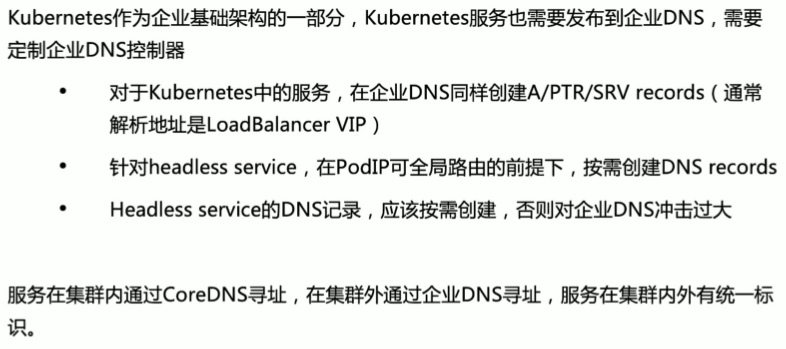 Kubernetes作为企业基础架构的一部分，Kubernetes服务也需要发布到企业DNS，需要
定制企业DNS控制器
• 对于Kubernetes中的服务，在企业DNS同样创建A/PTR/SRV records（通常
解析地址是LoadBalancer VIP）
• 针对headless service，在PodIP可全局路由的前提下，按需创建DNS records
• Headless service的DNS记录，应该按需创建，否则对企业DNS冲击过大
服务在集群内通过CoreDNS寻址，在集群外通过企业DNS寻址，服务在集群内外有统一标
识。